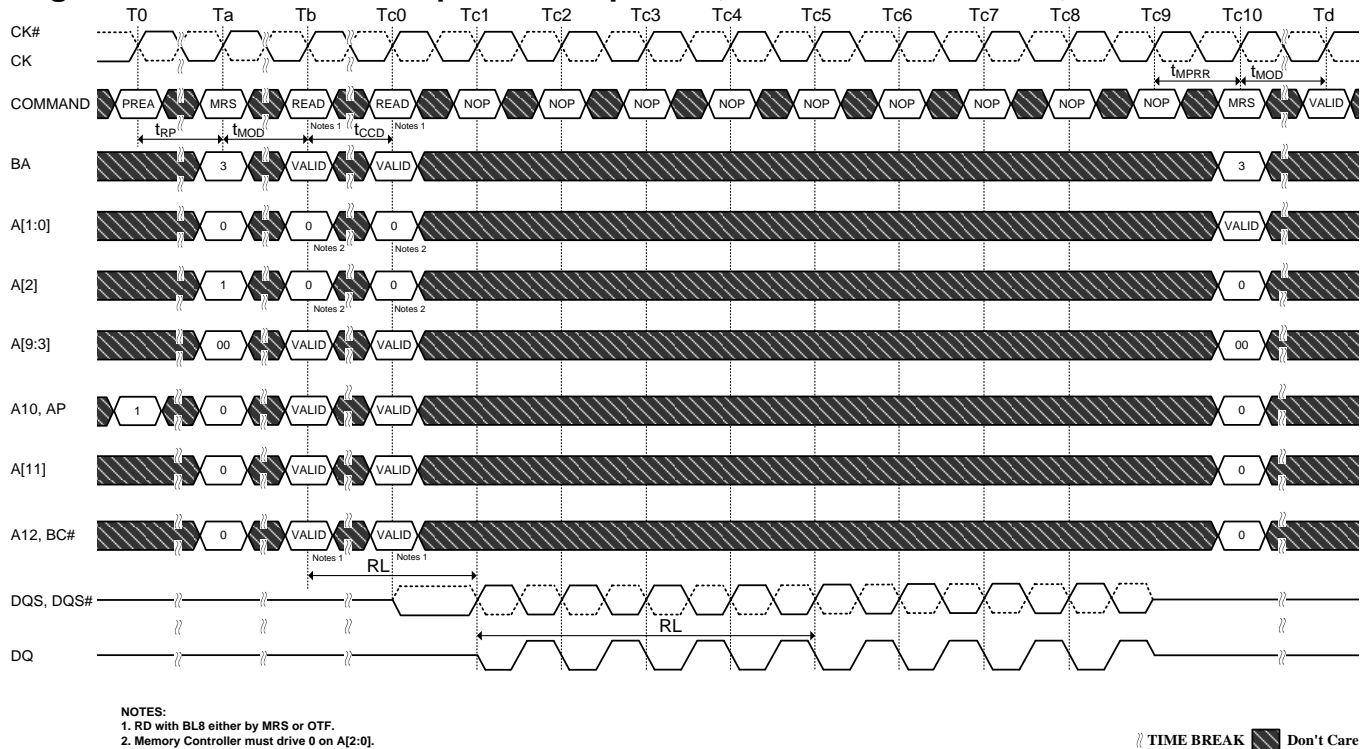 T0 Ta Tb Tc0 Tc1 Tc2 Tc3 Tc4 Tc5 Tc6 Tc7 Tc8 Tc9 Tc10 Td
CK#
CK
tMPRR tMOD
COMMAND PREA MRS READ READ NOP NOP NOP NOP NOP NOP NOP NOP NOP MRS VALID
Notes 1 Notes 1
tRP tMOD tCCD
BA 3 VALID VALID 3
A[1:0] 0 0 0 VALID
Notes 2 Notes 2
A[2] 1 0 0 0
Notes 2 Notes 2
A[9:3] 00 VALID VALID 00
A10, AP 1 0 VALID VALID 0
A[11] 0 VALID VALID 0
A12, BC# 0 VALID VALID 0
Notes 1 Notes 1
RL
DQS, DQS#
RL
DQ
NOTES:
1. RD with BL8 either by MRS or OTF.
2. Memory Controller must drive 0 on A[2:0].
TIME BREAK Don't Care